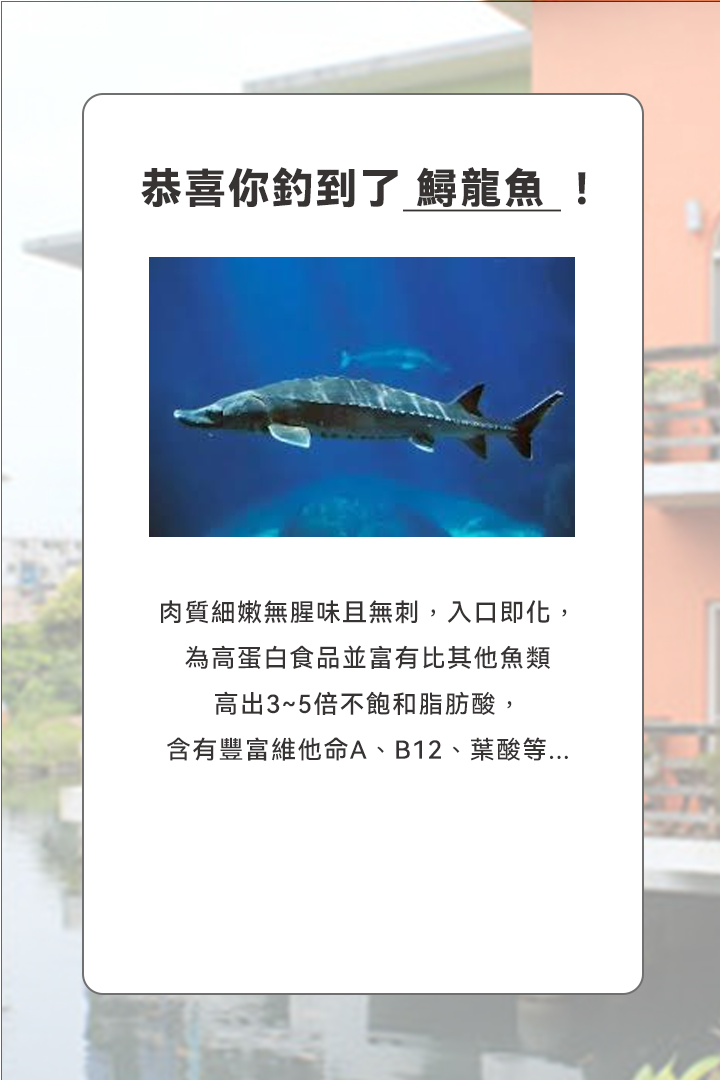 恭喜你釣到了 鱘龍魚 !
肉質細嫩無腥味且無刺，入口即化，
為高蛋白食品並富有比其他魚類
高出3~5倍不飽和脂肪酸，
含有豐富維他命A、B12、葉酸等...